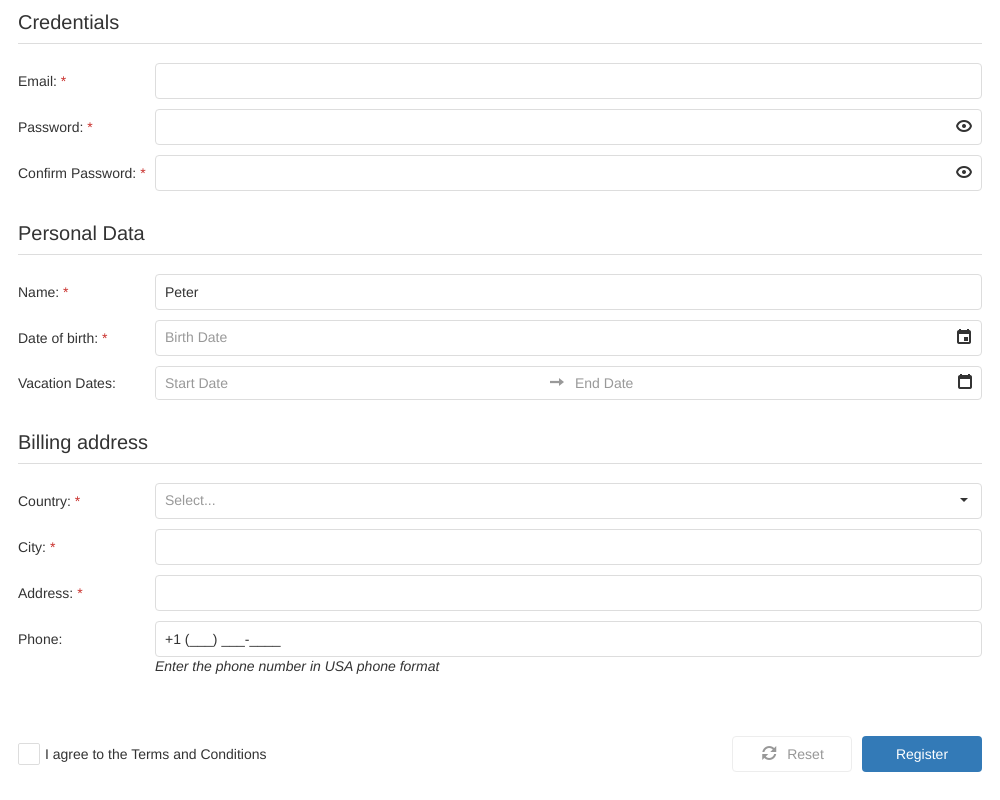 Credentials
Email: *
Password: *
Confirm Password: *
Personal Data
Name: * Peter
Date of birth: * Birth Date
Vacation Dates: Start Date End Date
Billing address
Country: * Select...
City: *
Address: *
Phone: +1 (___) ___-____
Enter the phone number in USA phone format
I agree to the Terms and Conditions Reset Register